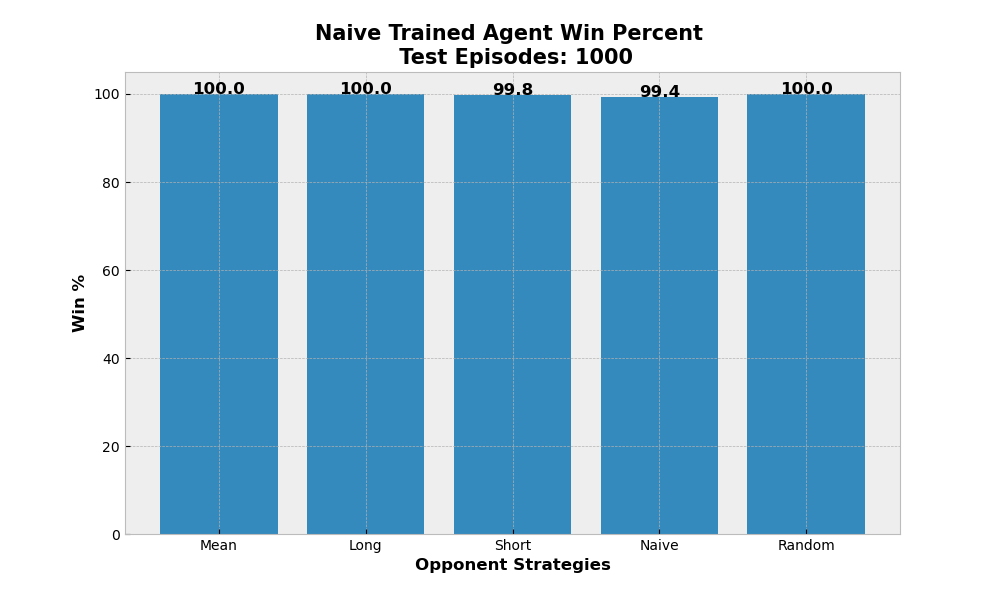 Naive Trained Agent Win Percent
Test Episodes: 1000
100.0 100.0 99.8 99.4 100.0
100
80
60
40
20
0
Win %
Mean Long Short Naive Random
Opponent Strategies